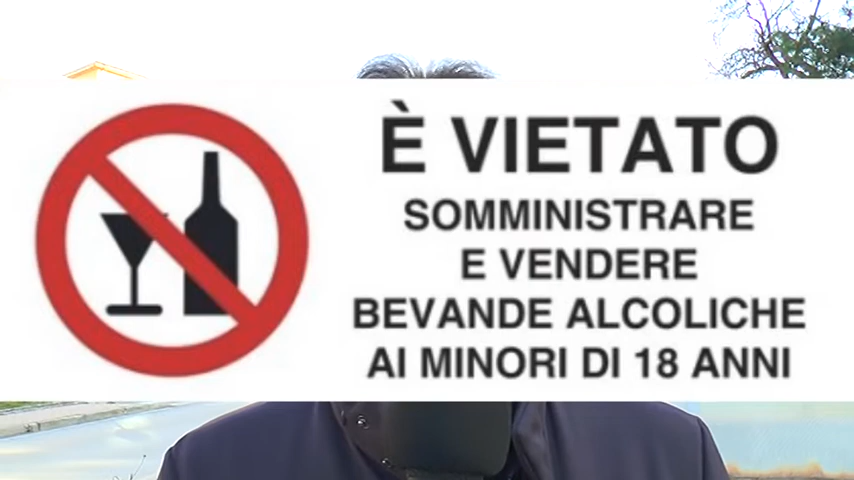 È VIETATO
SOMMINISTRARE
E VENDERE
BEVANDE ALCOLICHE
AI MINORI DI 18 ANNI